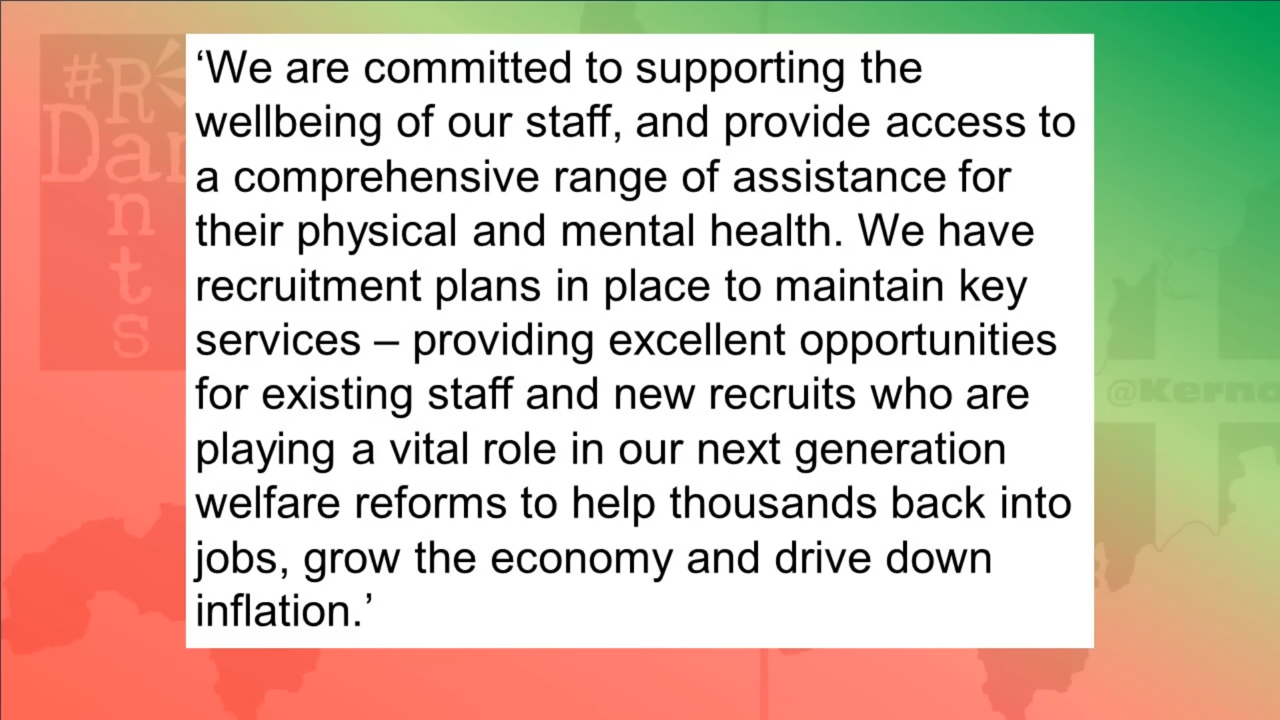 ‘We are committed to supporting the
wellbeing of our staff, and provide access to
a comprehensive range of assistance for
their physical and mental health. We have
recruitment plans in place to maintain key
services – providing excellent opportunities
for existing staff and new recruits who are
playing a vital role in our next generation
welfare reforms to help thousands back into
jobs, grow the economy and drive down
inflation.’
#R
Dan
n
t
s
@Kerno